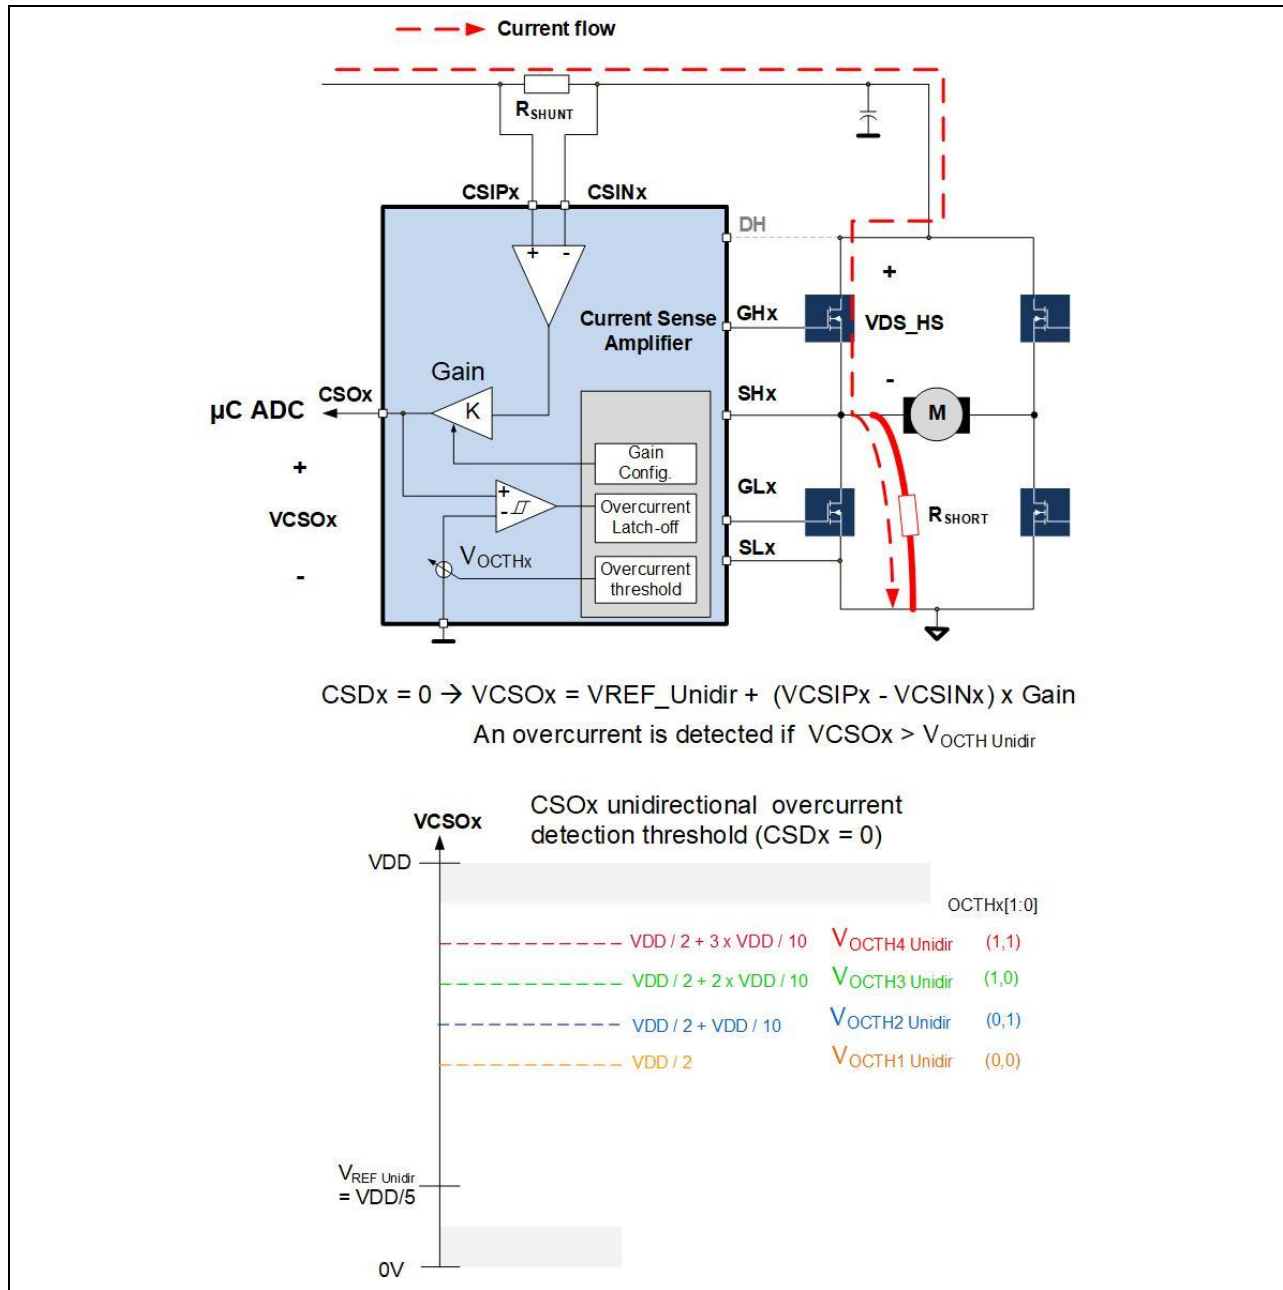 Current flow
RSHUNT
CSIPx
CSINx
DH
+
-
+
Current Sense
Amplifier
GHx
VDS_HS
Gain
K
CSOx
µC ADC
SHx
-
M
+
Gain
Config.
VCSOx
+
-
Overcurrent
Latch-off
GLx
RSHORT
VOCTHx
SLx
-
Overcurrent
threshold
CSDx = 0 → VCSOx = VREF_Unidir + (VCSIPx - VCSINx) x Gain
An overcurrent is detected if VCSOx > VOCTH Unidir
CSOx unidirectional overcurrent
detection threshold (CSDx = 0)
VCSOx
VDD
OCTHx[1:0]
VDD / 2 + 3 x VDD / 10 VOCTH4 Unidir (1,1)
VDD / 2 + 2 x VDD / 10 VOCTH3 Unidir (1,0)
VDD / 2 + VDD / 10 VOCTH2 Unidir (0,1)
VDD / 2 VOCTH1 Unidir (0,0)
VREF Unidir
= VDD/5
0V